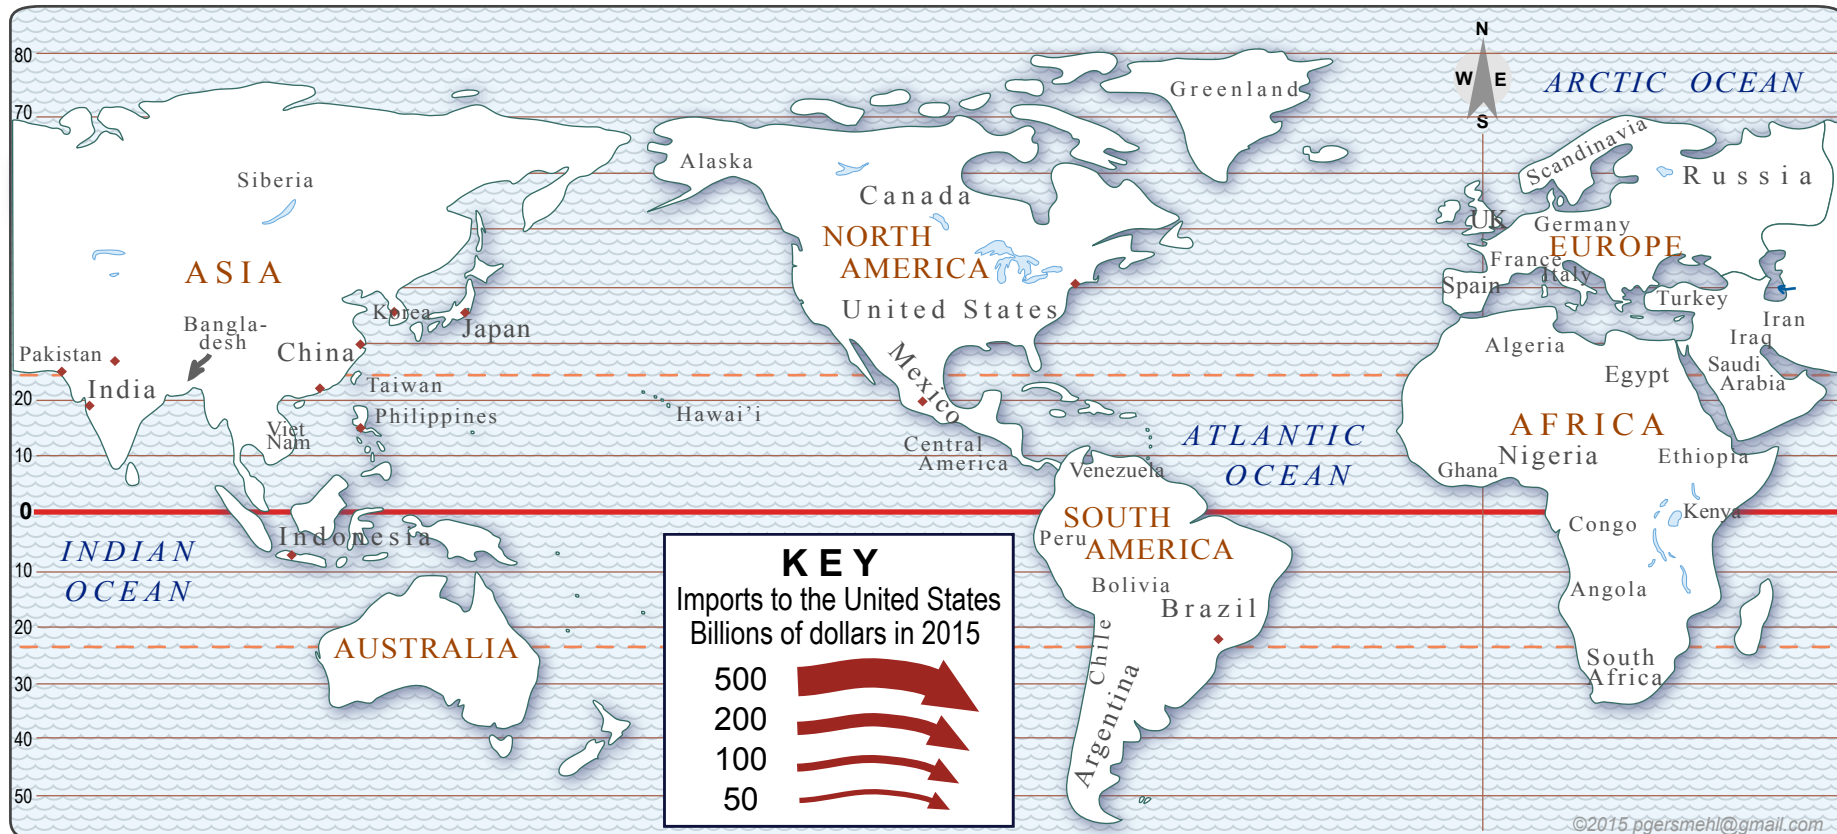 N
W E
S
80
70
20
10
0
10
20
30
40
50
ARCTIC OCEAN
Greenland
Scandinavia
Alaska
Siberia
Canada
Russia
UK
Germany
NORTH
AMERICA
EUROPE
ASIA
France
Italy
Spain
Turkey
United States
Korea
Japan
Iran
Iraq
Bangla-
desh
Pakistan
China
Algeria
Saudi
Arabia
Egypt
India
Taiwan
Mexico
Hawai'i
Philippines
Viet
Nam
ATLANTIC
OCEAN
AFRICA
Central
America
Venezuela
Ghana
Nigeria
Ethiopia
SOUTH
AMERICA
Peru
Congo
Kenya
Indonesia
INDIAN
OCEAN
Bolivia
Brazil
Angola
AUSTRALIA
Chile
Argentina
South
Africa
KEY
Imports to the United States
Billions of dollars in 2015
500
200
100
50
©2015 pgersmehl@gmail.com